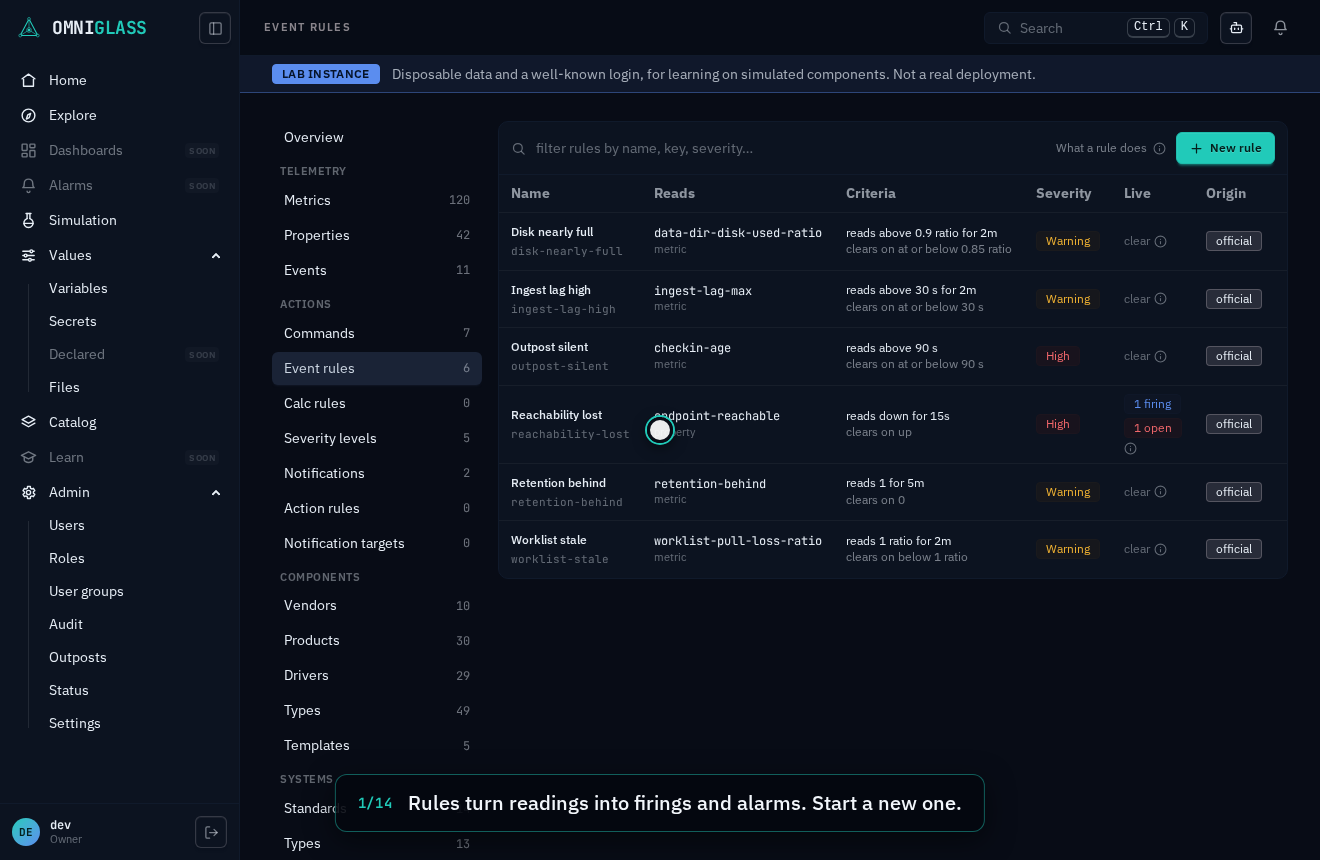 OMNIGLASS
EVENT RULES
Search
Ctrl
K
LAB INSTANCE
Disposable data and a well-known login, for learning on simulated components. Not a real deployment.
Home
Explore
Dashboards SOON
Alarms SOON
Simulation
Values
Variables
Secrets
Declared SOON
Files
Catalog
Learn SOON
Admin
Users
Roles
User groups
Audit
Outposts
Status
Settings
DE
dev
Owner
Overview
TELEMETRY
Metrics 120
Properties 42
Events 11
ACTIONS
Commands 7
Event rules 6
Calc rules 0
Severity levels 5
Notifications 2
Action rules 0
Notification targets 0
COMPONENTS
Vendors 10
Products 30
Drivers 29
Types 49
Templates 5
SYSTEMS
Standards
Types 13
filter rules by name, key, severity...
What a rule does
New rule
Name Reads Criteria Severity Live Origin
Disk nearly full data-dir-disk-used-ratio reads above 0.9 ratio for 2m Warning clear official
disk-nearly-full metric clears on at or below 0.85 ratio
Ingest lag high ingest-lag-max reads above 30 s for 2m Warning clear official
ingest-lag-high metric clears on at or below 30 s
Outpost silent checkin-age reads above 90 s High clear official
outpost-silent metric clears on at or below 90 s
Reachability lost endpoint-reachable reads down for 15s High 1 firing official
reachability-lost erty clears on up 1 open
Retention behind retention-behind reads 1 for 5m Warning clear official
retention-behind metric clears on 0
Worklist stale worklist-pull-loss-ratio reads 1 ratio for 2m Warning clear official
worklist-stale metric clears on below 1 ratio
1/14 Rules turn readings into firings and alarms. Start a new one.